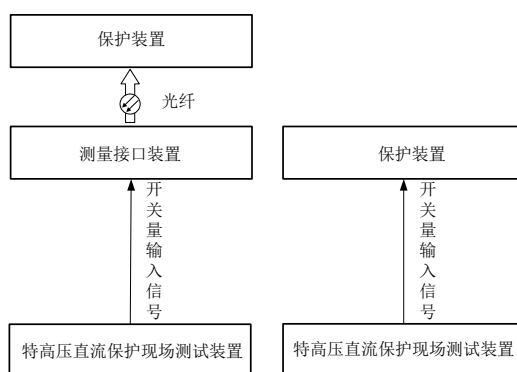 保护装置
光纤
测量接口装置
开关量输入信号
特高压直流保护现场测试装置
保护装置
开关量输入信号
特高压直流保护现场测试装置